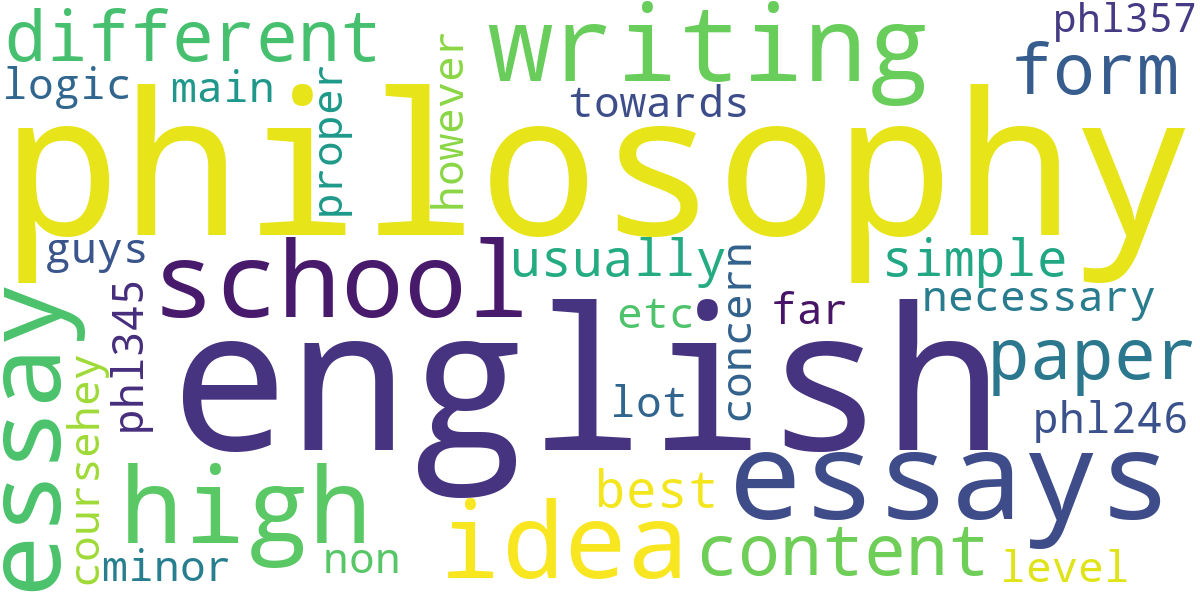 different
writing
phl357
logic
main
proper
however
towards
form
philosophy
guys
school
usually
simple
essay
coursehey
phl345
english
etc
concern
far
necessary
paper
lot
phl246
essays
high
idea
best
content
minor
non
level